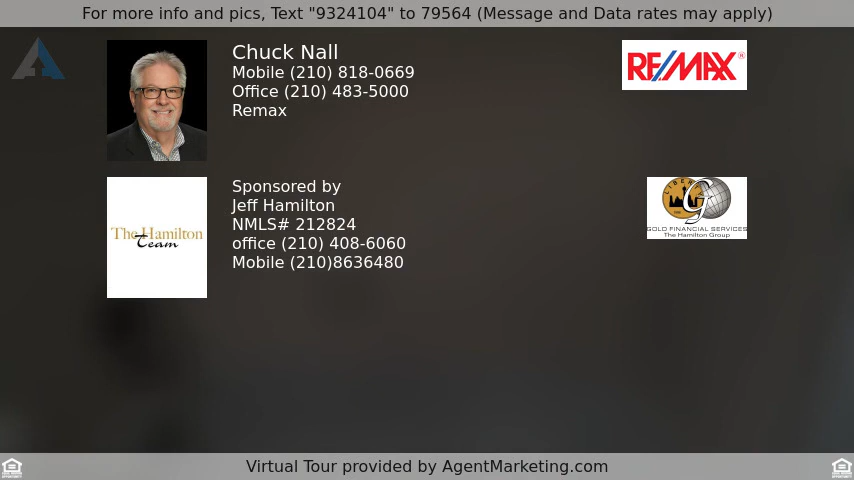 For more info and pics, Text "9324104" to 79564 (Message and Data rates may apply)
Chuck Nall
Mobile (210) 818-0669
Office (210) 483-5000
Remax
RE/MAX®
The Hamilton
Team
Sponsored by
Jeff Hamilton
NMLS# 212824
office (210) 408-6060
Mobile (210)8636480
G
GOLD FINANCIAL SERVICES
The Hamilton Group
Virtual Tour provided by AgentMarketing.com